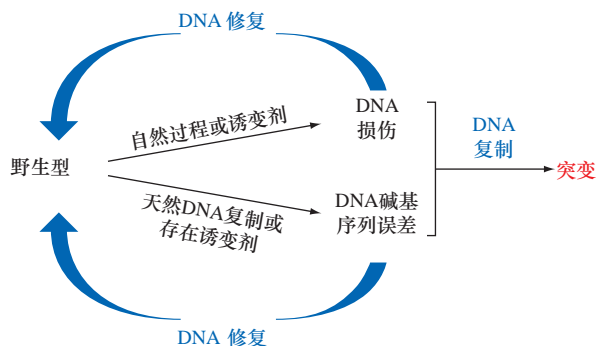 DNA 修复
DNA
损伤
自然过程或诱变剂
DNA
复制
野生型
突变
天然DNA复制或
存在诱变剂
DNA碱基
序列误差
DNA 修复